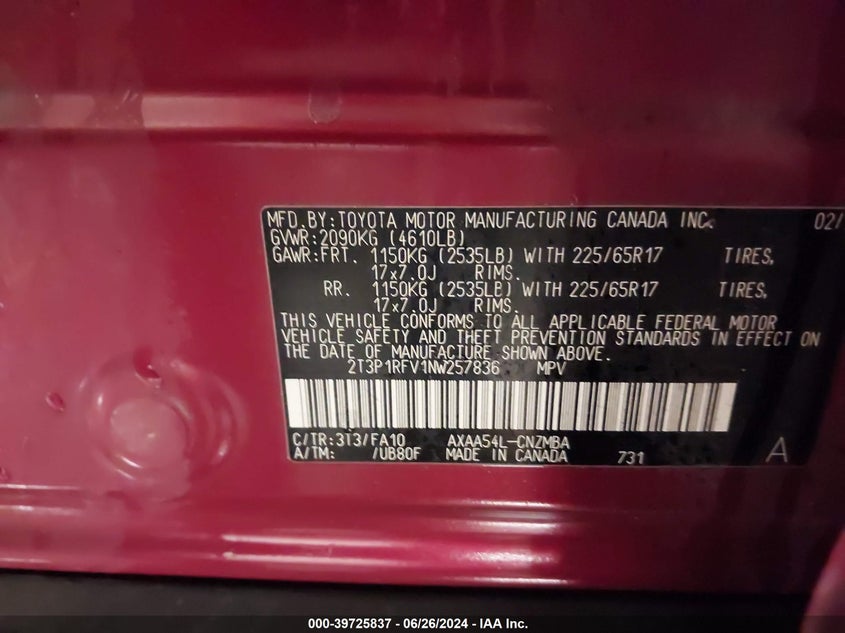 MFD. BY: TOYOTA MOTOR MANUFACTURING CANADA INC. 02/
GVWR: 2090KG (4610LB)
GAWR: FRT. 1150KG (2535LB) WITH 225/65R17 TIRES,
17x7.0J RIMS.
RR. 1150KG (2535LB) WITH 225/65R17 TIRES,
17x7.0J RIMS.
THIS VEHICLE CONFORMS TO ALL APPLICABLE FEDERAL MOTOR
VEHICLE SAFETY AND THEFT PREVENTION STANDARDS IN EFFECT ON
THE DATE OF MANUFACTURE SHOWN ABOVE.
2T3P1RFV1NW257836 MPV
C/TR: 3T3/FA10 AXAA54L-CNZMBA
A/TM: /UB80F MADE IN CANADA 731 A
000-39725837 - 06/26/2024 - IAA Inc.